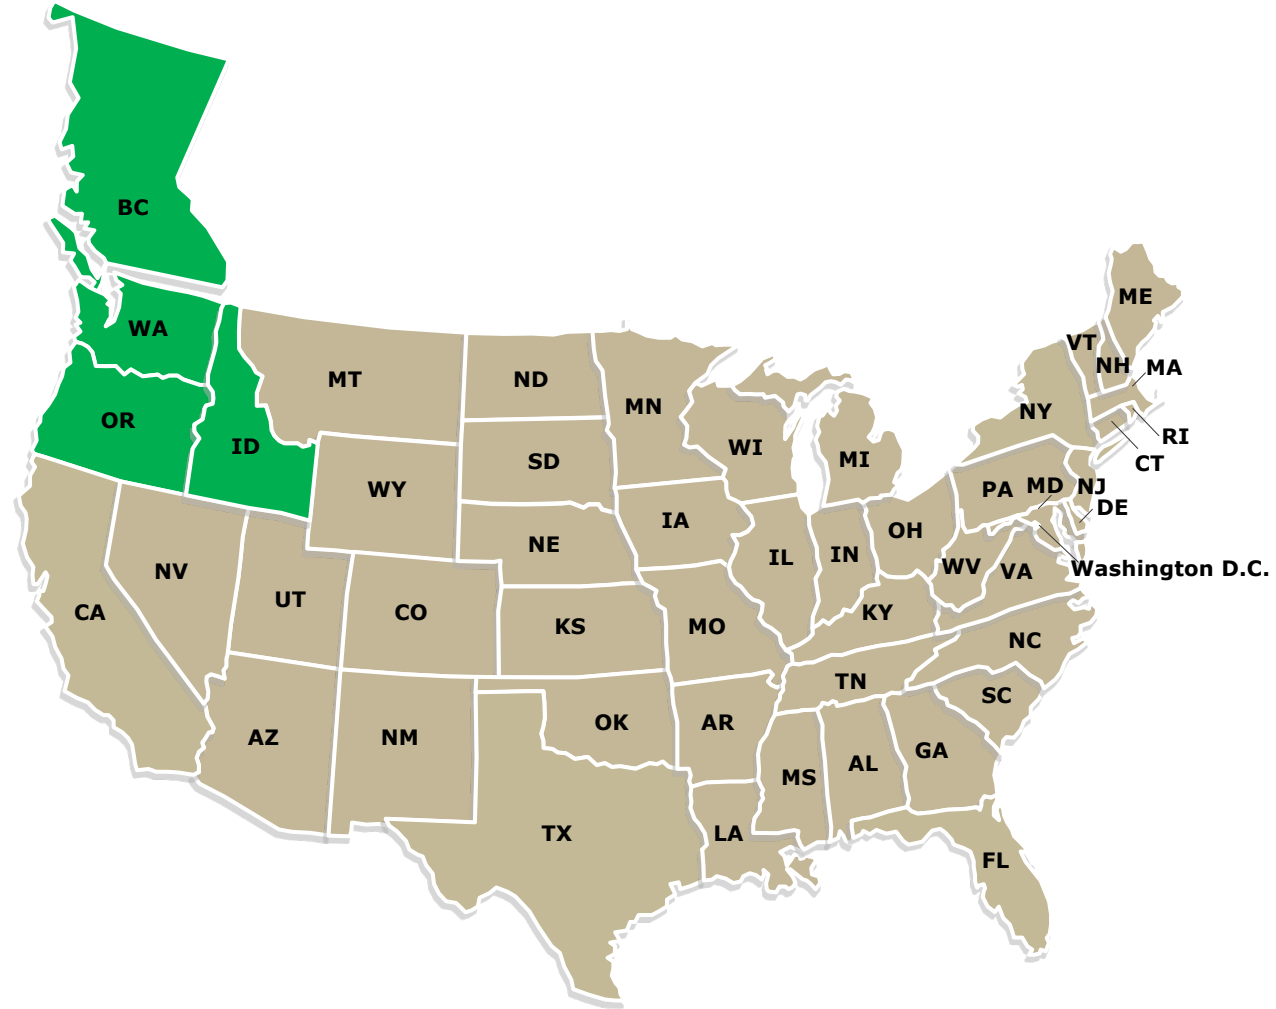 BC
WA
OR
ID
MT
ND
MN
WI
MI
SD
WY
NE
IA
IL
IN
OH
PA
NY
VT
NH
ME
MA
RI
CT
NJ
MD
DE
Washington D.C.
WV
VA
CA
NV
UT
CO
KS
MO
KY
NC
TN
SC
AZ
NM
OK
AR
MS
AL
GA
TX
LA
FL